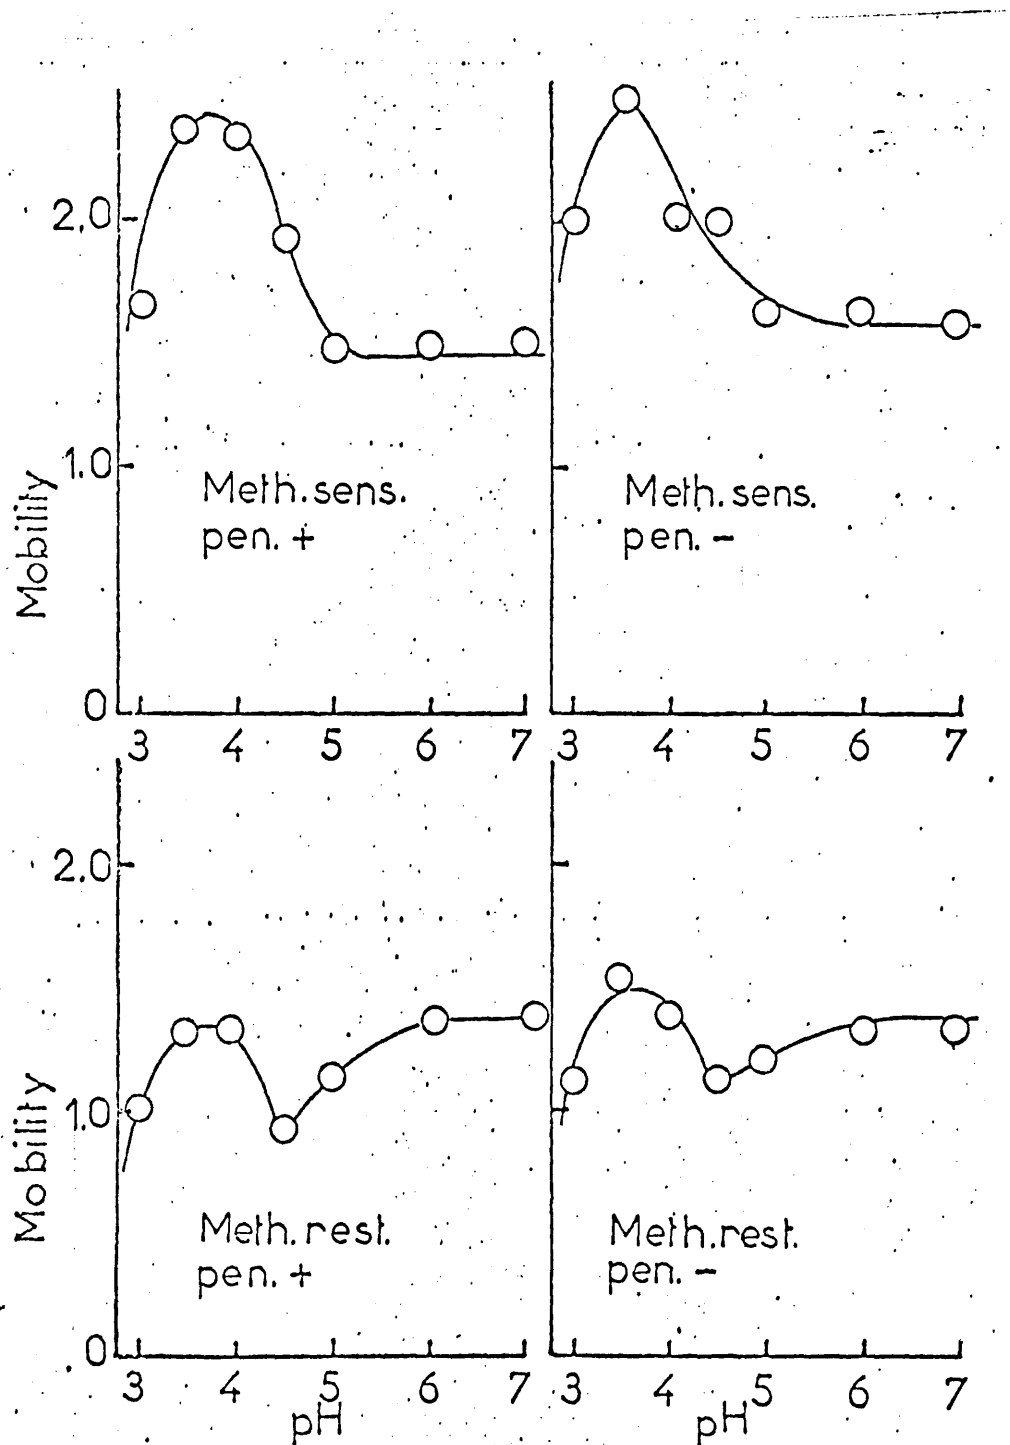 2.0
1.0
0
Mobility
Meth.sens.
pen. +
3 4 5 6 7
Meth.sens.
pen. -
3 4 5 6 7
2.0
1.0
0
Mobility
Meth.rest.
pen. +
3 4 5 6 7
pH
Meth.rest.
pen. -
3 4 5 6 7
pH